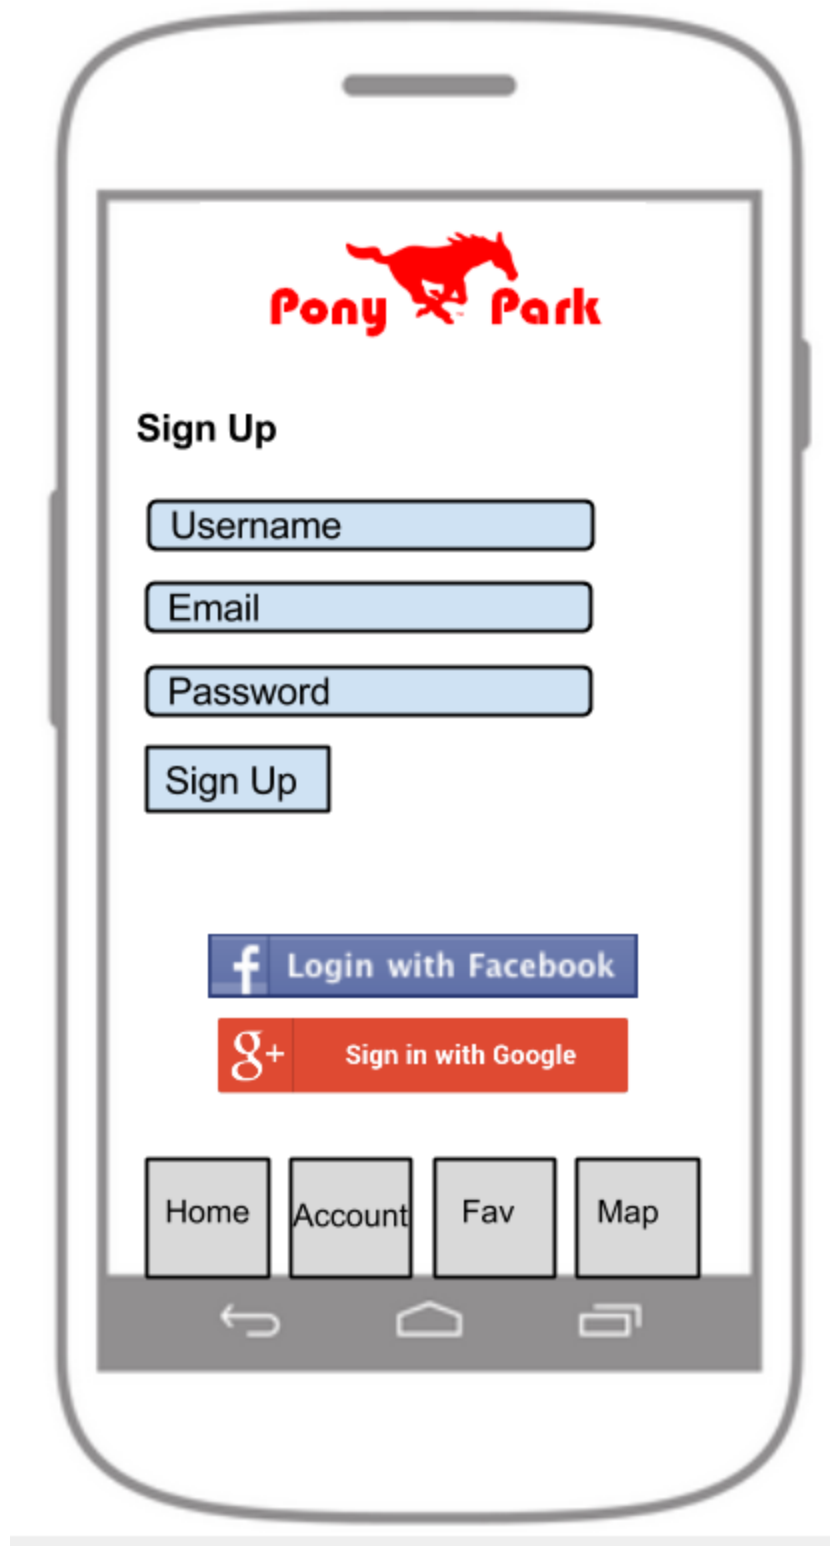 Pony Park
Sign Up
Username
Email
Password
Sign Up
f Login with Facebook
g+ Sign in with Google
Home Account Fav Map